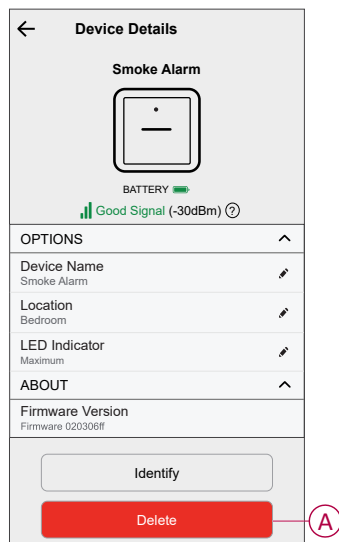 Device Details
Smoke Alarm
BATTERY
Good Signal (-30dBm) ?
OPTIONS
Device Name
Smoke Alarm
Location
Bedroom
LED Indicator
Maximum
ABOUT
Firmware Version
Firmware 020306ff
Identify
Delete
A